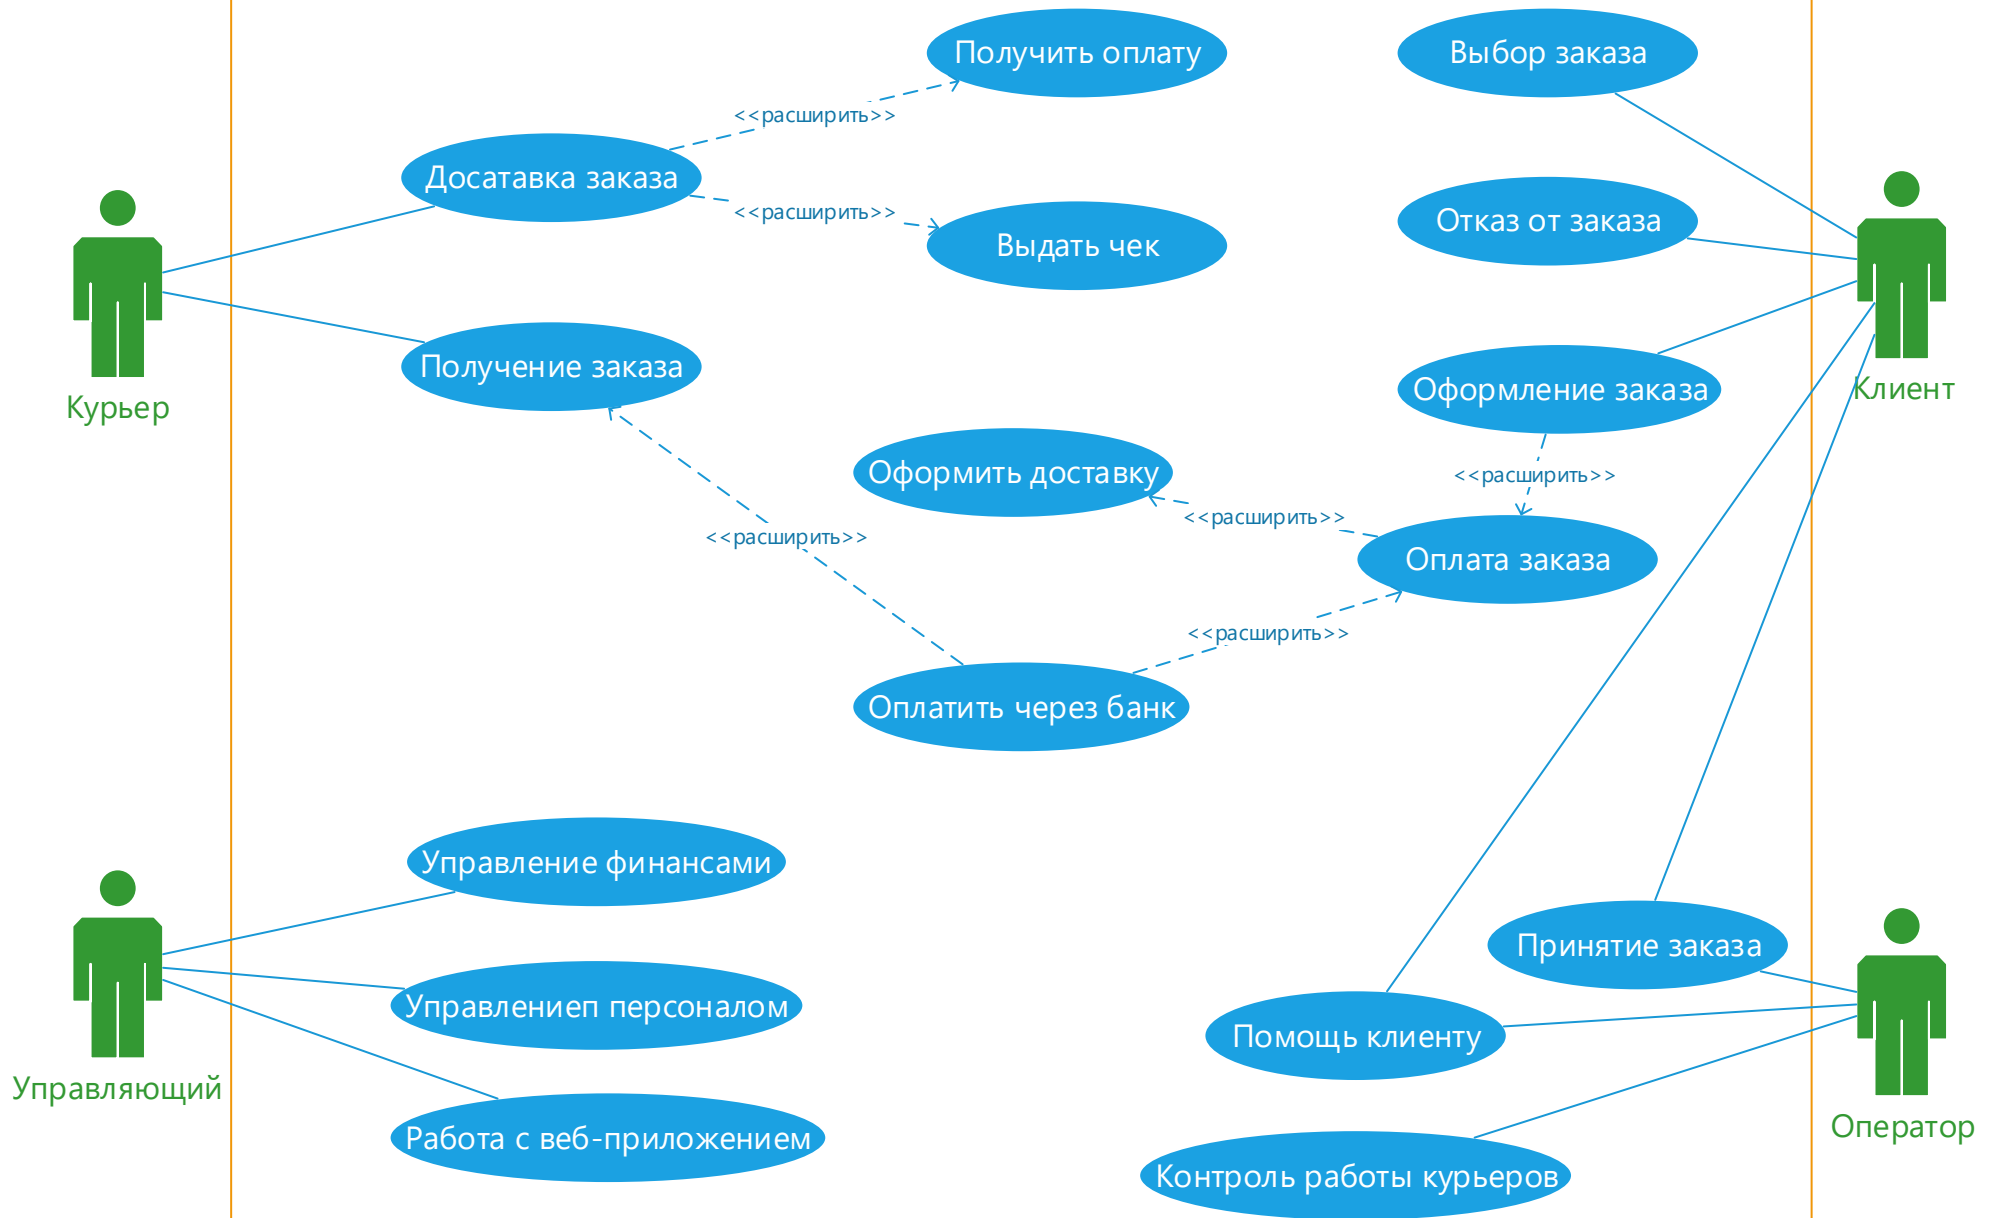 Получить оплату
Выбор заказа
<<расширить>>
Досатавка заказа
<<расширить>>
Отказ от заказа
Выдать чек
Получение заказа
Оформление заказа
Курьер
Клиент
Оформить доставку
<<расширить>>
<<расширить>>
<<расширить>>
Оплата заказа
<<расширить>>
Оплатить через банк
Управление финансами
Принятие заказа
Управлениеп персоналом
Помощь клиенту
Управляющий
Оператор
Работа с веб-приложением
Контроль работы курьеров